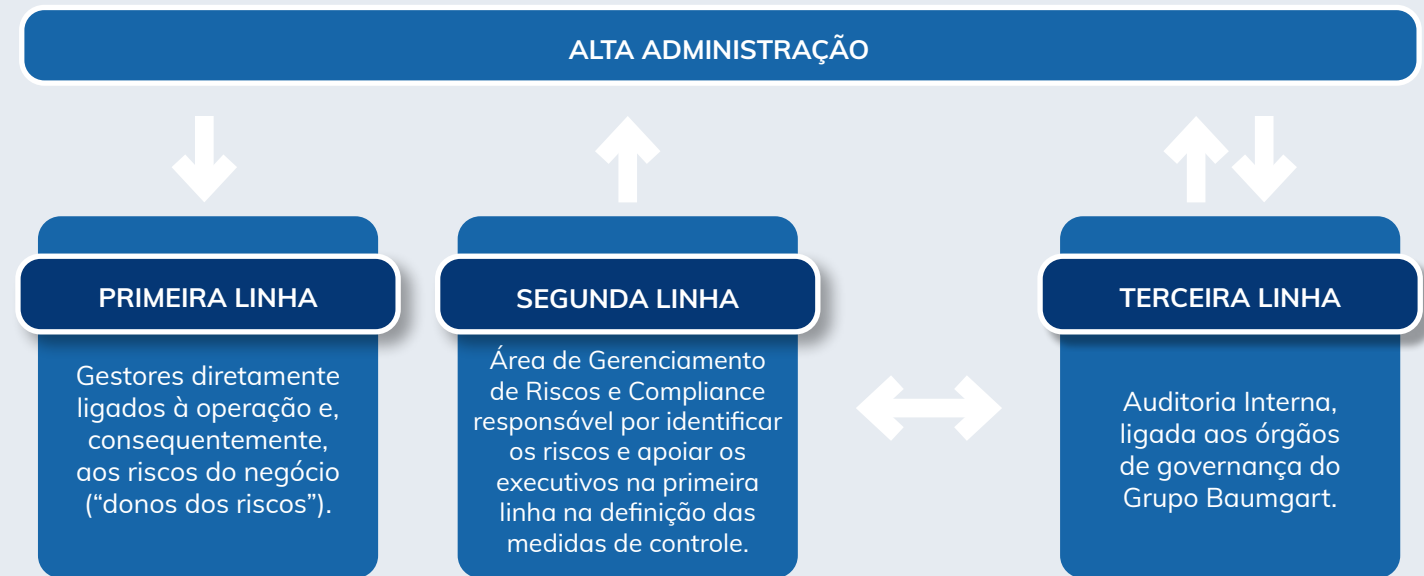 ALTA ADMINISTRAÇÃO
PRIMEIRA LINHA
Gestores diretamente
ligados à operação e,
consequentemente,
aos riscos do negócio
(“donos dos riscos”).
SEGUNDA LINHA
Área de Gerenciamento
de Riscos e Compliance
responsável por identificar
os riscos e apoiar os
executivos na primeira
linha na definição das
medidas de controle.
TERCEIRA LINHA
Auditoria Interna,
ligada aos órgãos
de governança do
Grupo Baumgart.